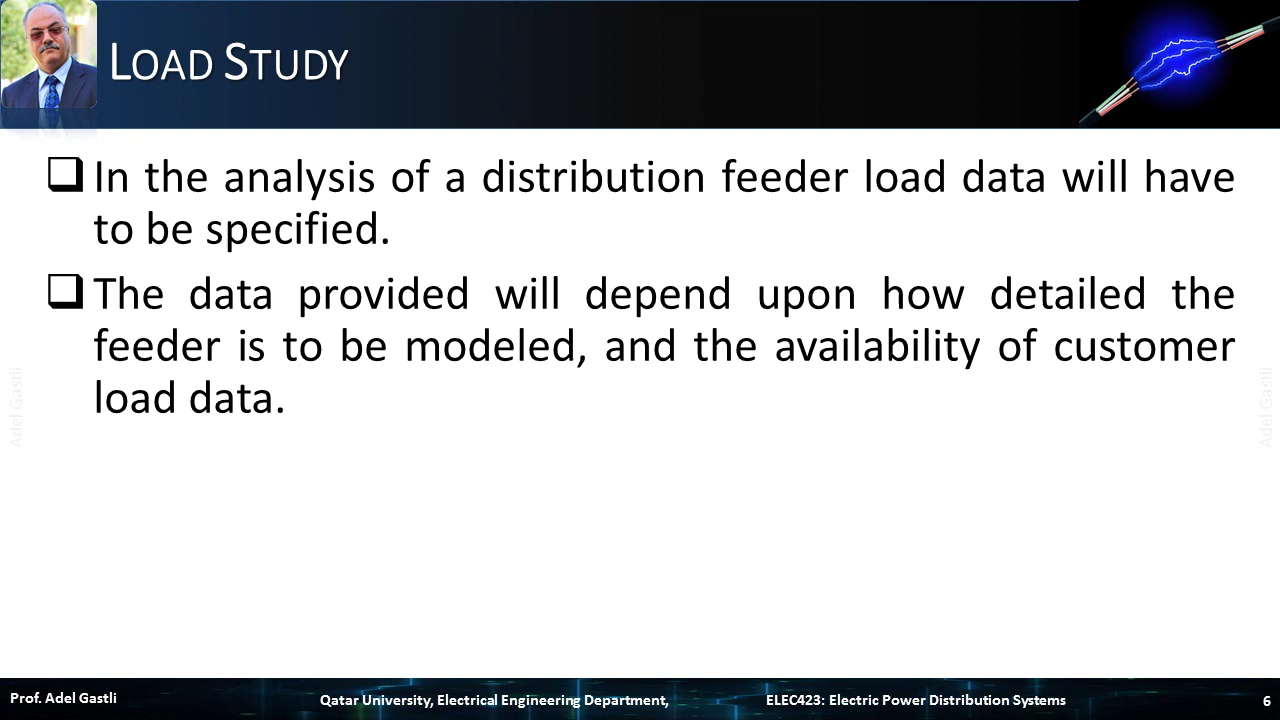 LOAD STUDY
In the analysis of a distribution feeder load data will have
to be specified.
The data provided will depend upon how detailed the
feeder is to be modeled, and the availability of customer
load data.
Adel Gastli
Adel Gastli
Prof. Adel Gastli
Qatar University, Electrical Engineering Department,
ELEC423: Electric Power Distribution Systems
6